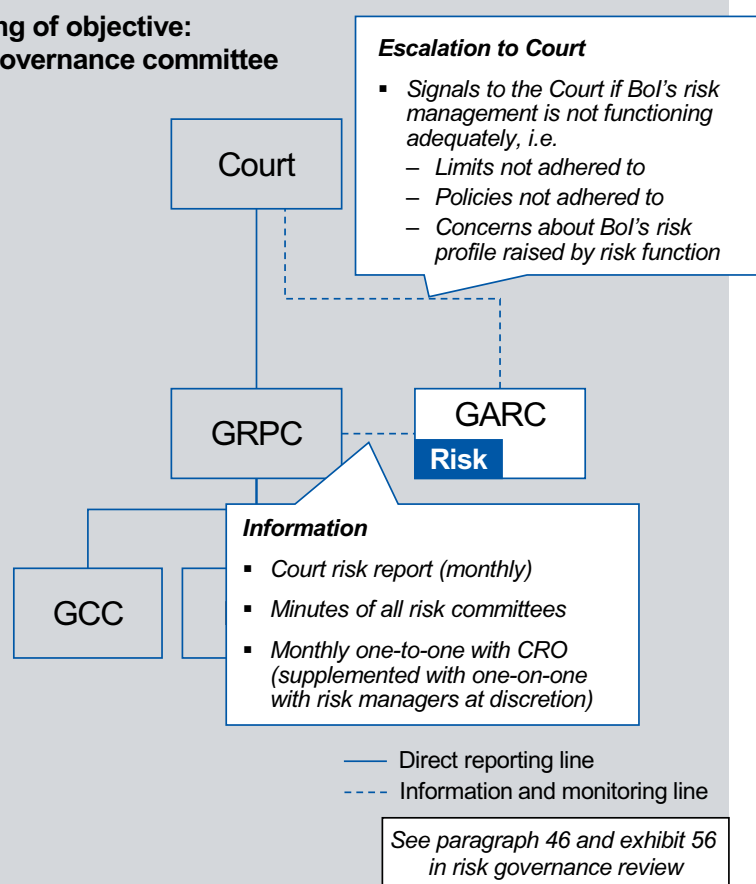 ng of objective:
overnance committee
Escalation to Court
▪ Signals to the Court if BoI's risk
management is not functioning
adequately, i.e.
– Limits not adhered to
– Policies not adhered to
– Concerns about BoI's risk
profile raised by risk function
Court
GRPC
GARC
Risk
Information
▪ Court risk report (monthly)
▪ Minutes of all risk committees
▪ Monthly one-to-one with CRO
(supplemented with one-on-one
with risk managers at discretion)
GCC
Direct reporting line
Information and monitoring line
See paragraph 46 and exhibit 56
in risk governance review